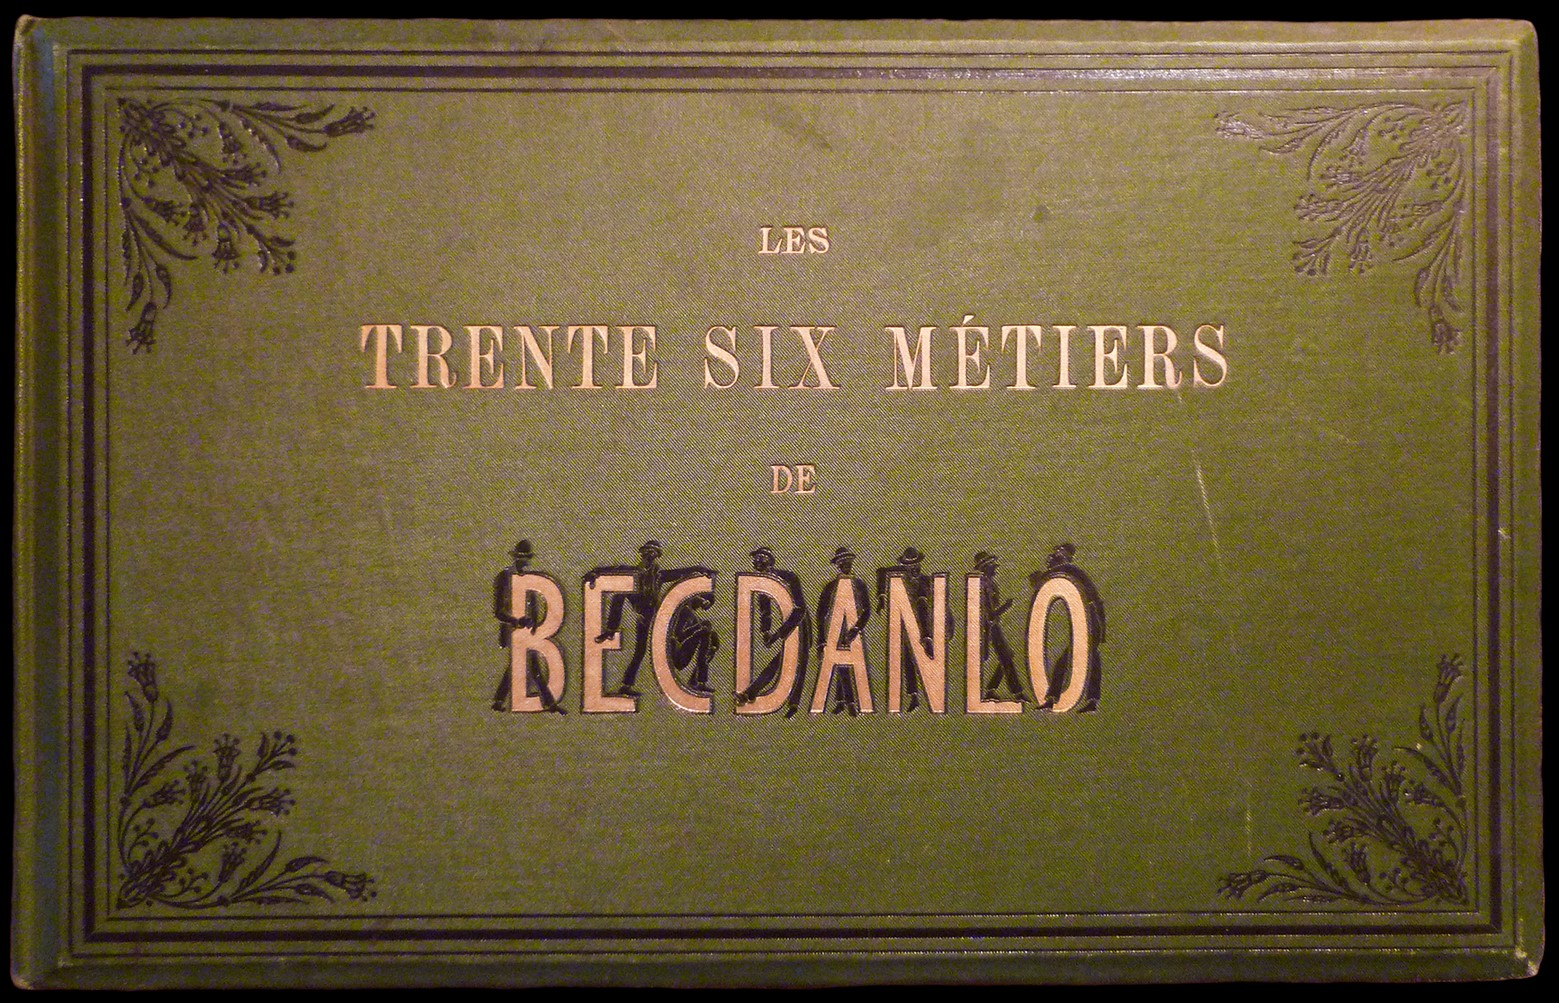 LES
TRENTE SIX MÉTIERS
DE
BECDANLO